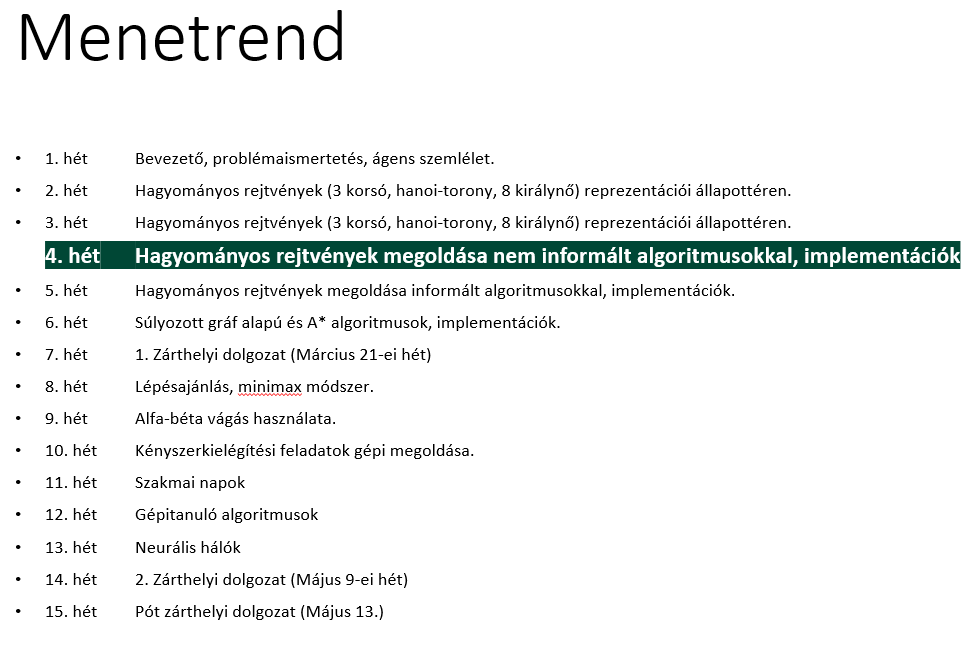 Menetrend
• 1. hét Bevezető, problémaismertetés, ágens szemlélet.
• 2. hét Hagyományos rejtvények (3 korsó, hanoi-torony, 8 királynő) reprezentációi állapottéren.
• 3. hét Hagyományos rejtvények (3 korsó, hanoi-torony, 8 királynő) reprezentációi állapottéren.
4. hét Hagyományos rejtvények megoldása nem informált algoritmusokkal, implementációk
• 5. hét Hagyományos rejtvények megoldása informált algoritmusokkal, implementációk.
• 6. hét Súlyozott gráf alapú és A* algoritmusok, implementációk.
• 7. hét 1. Zárthelyi dolgozat (Március 21-ei hét)
• 8. hét Lépésajánlás, minimax módszer.
• 9. hét Alfa-béta vágás használata.
• 10. hét Kényszerkielégítési feladatok gépi megoldása.
• 11. hét Szakmai napok
• 12. hét Gépitanuló algoritmusok
• 13. hét Neurális hálók
• 14. hét 2. Zárthelyi dolgozat (Május 9-ei hét)
• 15. hét Pót zárthelyi dolgozat (Május 13.)